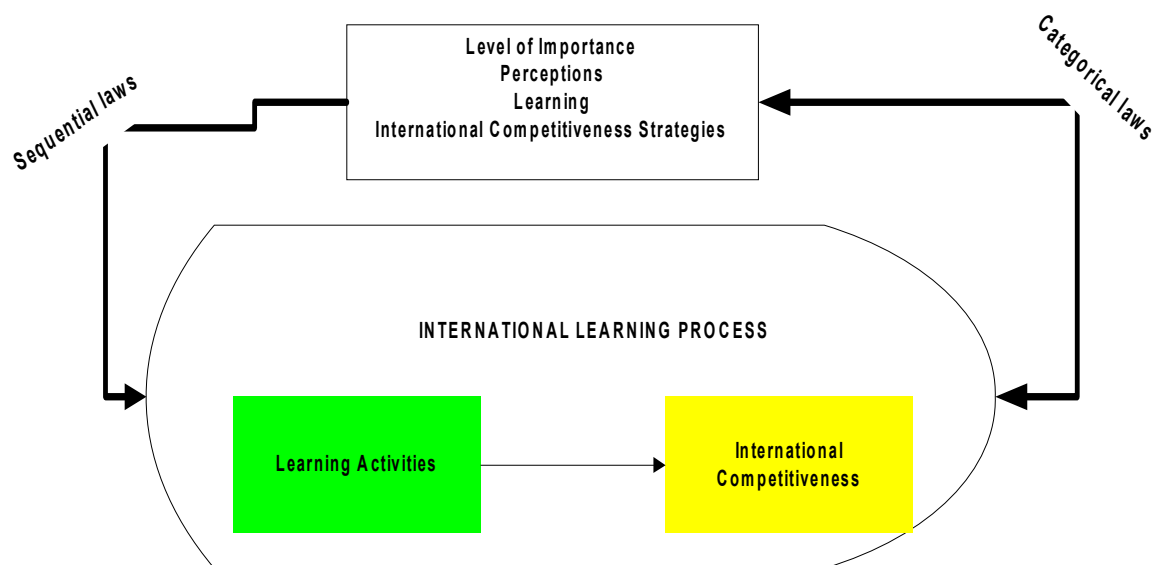 Level of Importance
Perceptions
Learning
International Competitiveness Strategies
Sequential laws
Categorical laws
INTERNATIONAL LEARNING PROCESS
Learning Activities
International
Competitiveness